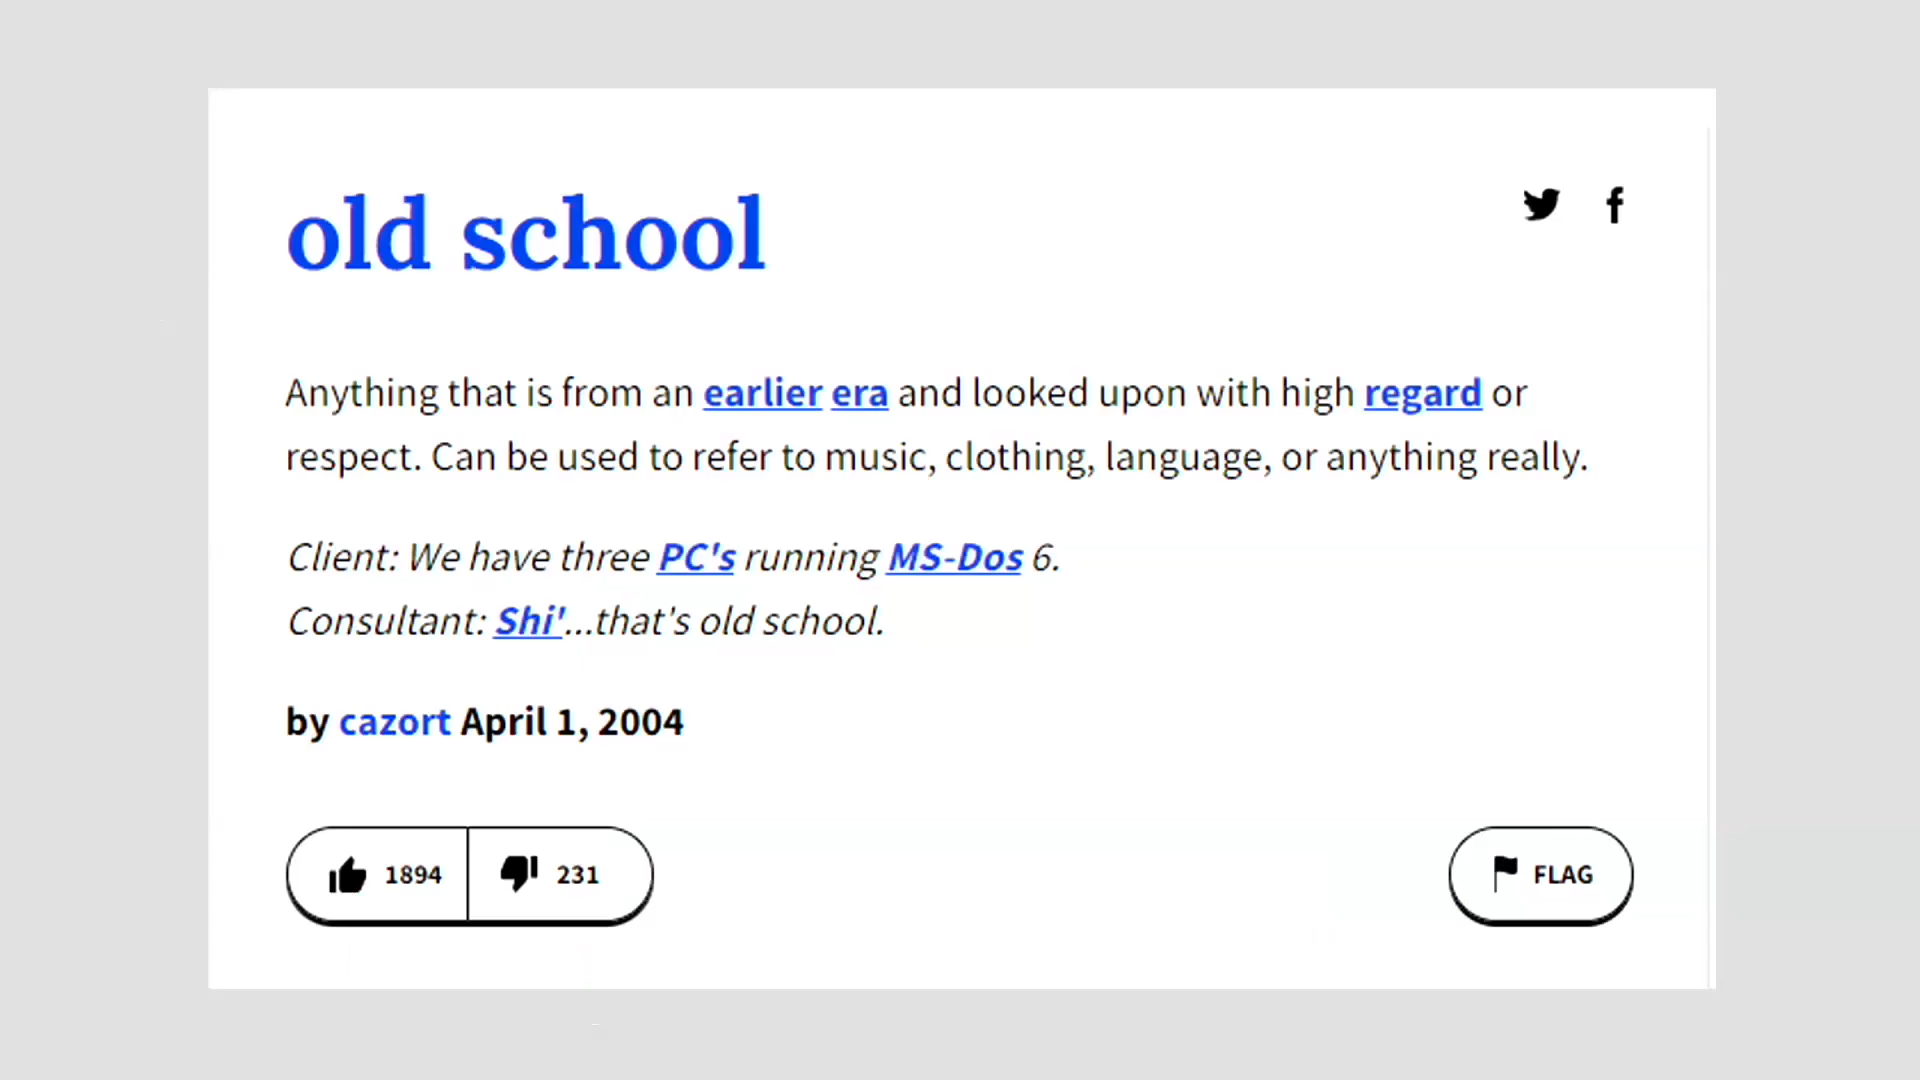 old school
Anything that is from an earlier era and looked upon with high regard or
respect. Can be used to refer to music, clothing, language, or anything really.
Client: We have three PC's running MS-Dos 6.
Consultant: Shi'...that's old school.
by cazort April 1, 2004
1894 231 FLAG